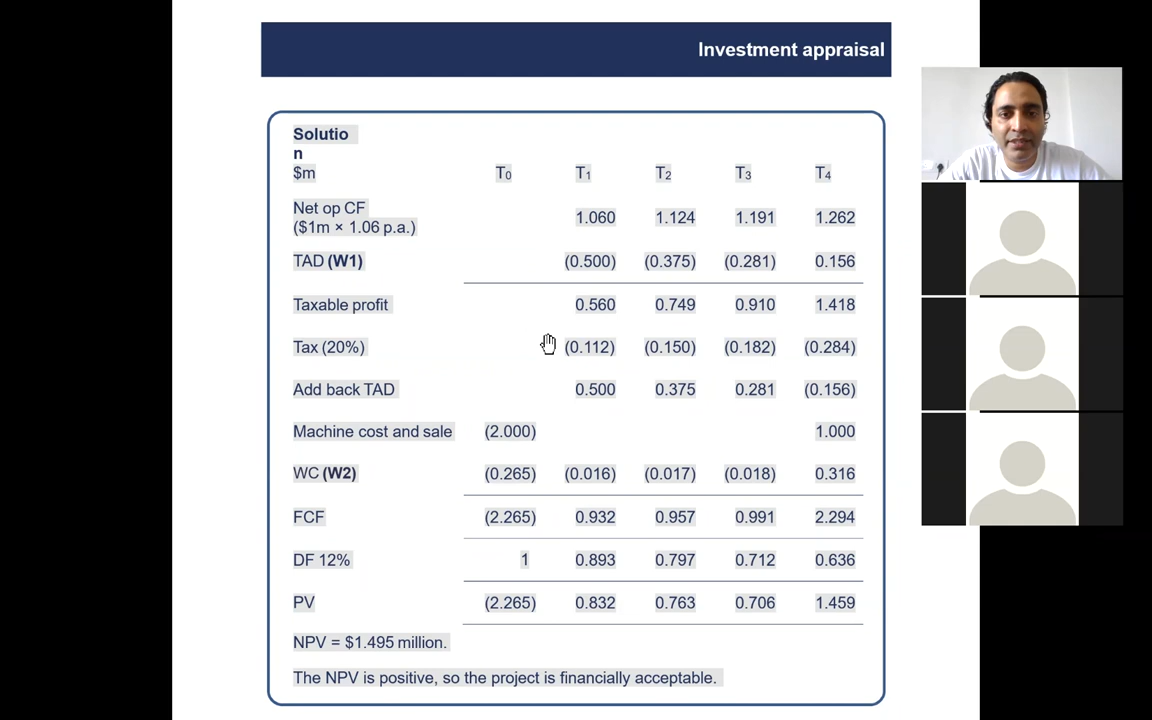 Investment appraisal
Solutio
n
$m T0 T1 T2 T3 T4
Net op CF
($1m × 1.06 p.a.) 1.060 1.124 1.191 1.262
TAD (W1) (0.500) (0.375) (0.281) 0.156
Taxable profit 0.560 0.749 0.910 1.418
Tax (20%) (0.112) (0.150) (0.182) (0.284)
Add back TAD 0.500 0.375 0.281 (0.156)
Machine cost and sale (2.000) 1.000
WC (W2) (0.265) (0.016) (0.017) (0.018) 0.316
FCF (2.265) 0.932 0.957 0.991 2.294
DF 12% 1 0.893 0.797 0.712 0.636
PV (2.265) 0.832 0.763 0.706 1.459
NPV = $1.495 million.
The NPV is positive, so the project is financially acceptable.